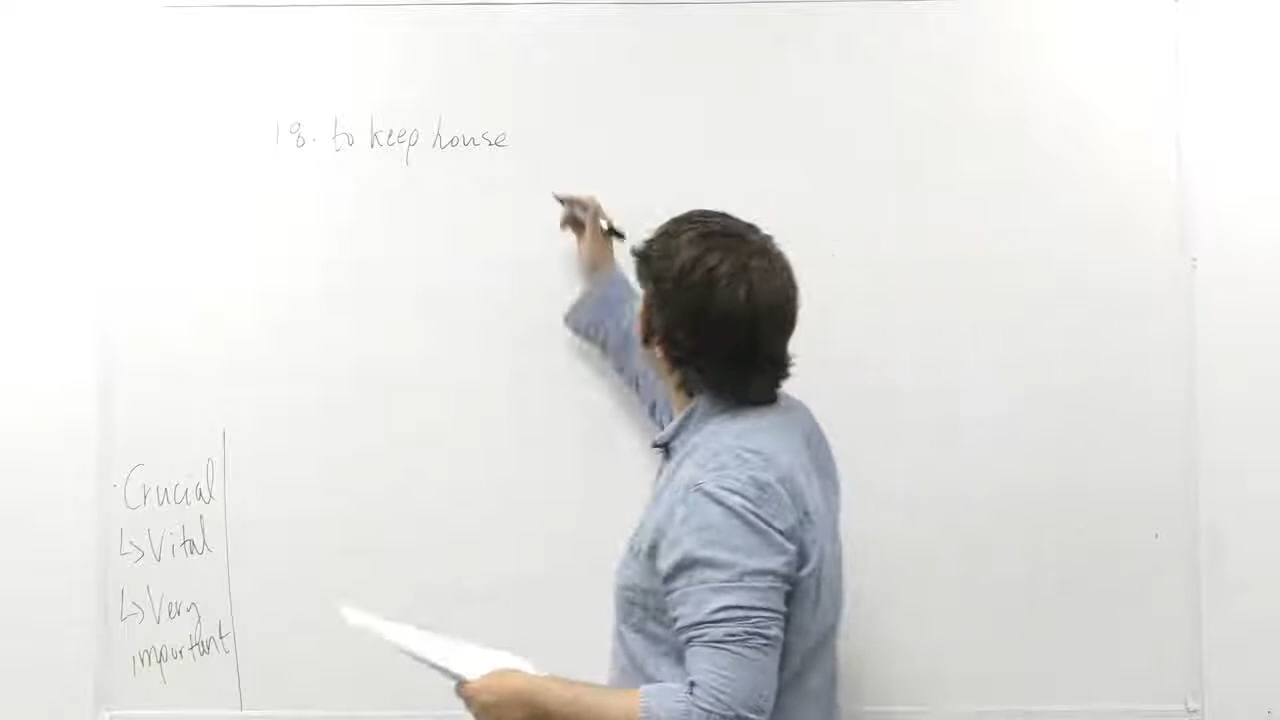 18. to keep house
· Crucial
↳ Vital
↳ Very
important